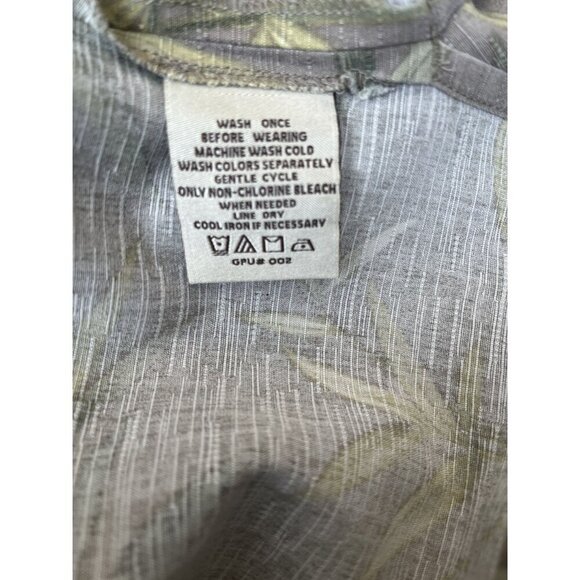 WASH ONCE
BEFORE WEARING
MACHINE WASH COLD
WASH COLORS SEPARATELY
GENTLE CYCLE
ONLY NON-CHLORINE BLEACH
WHEN NEEDED
LINE DRY
COOL IRON IF NECESSARY
GPU# 002